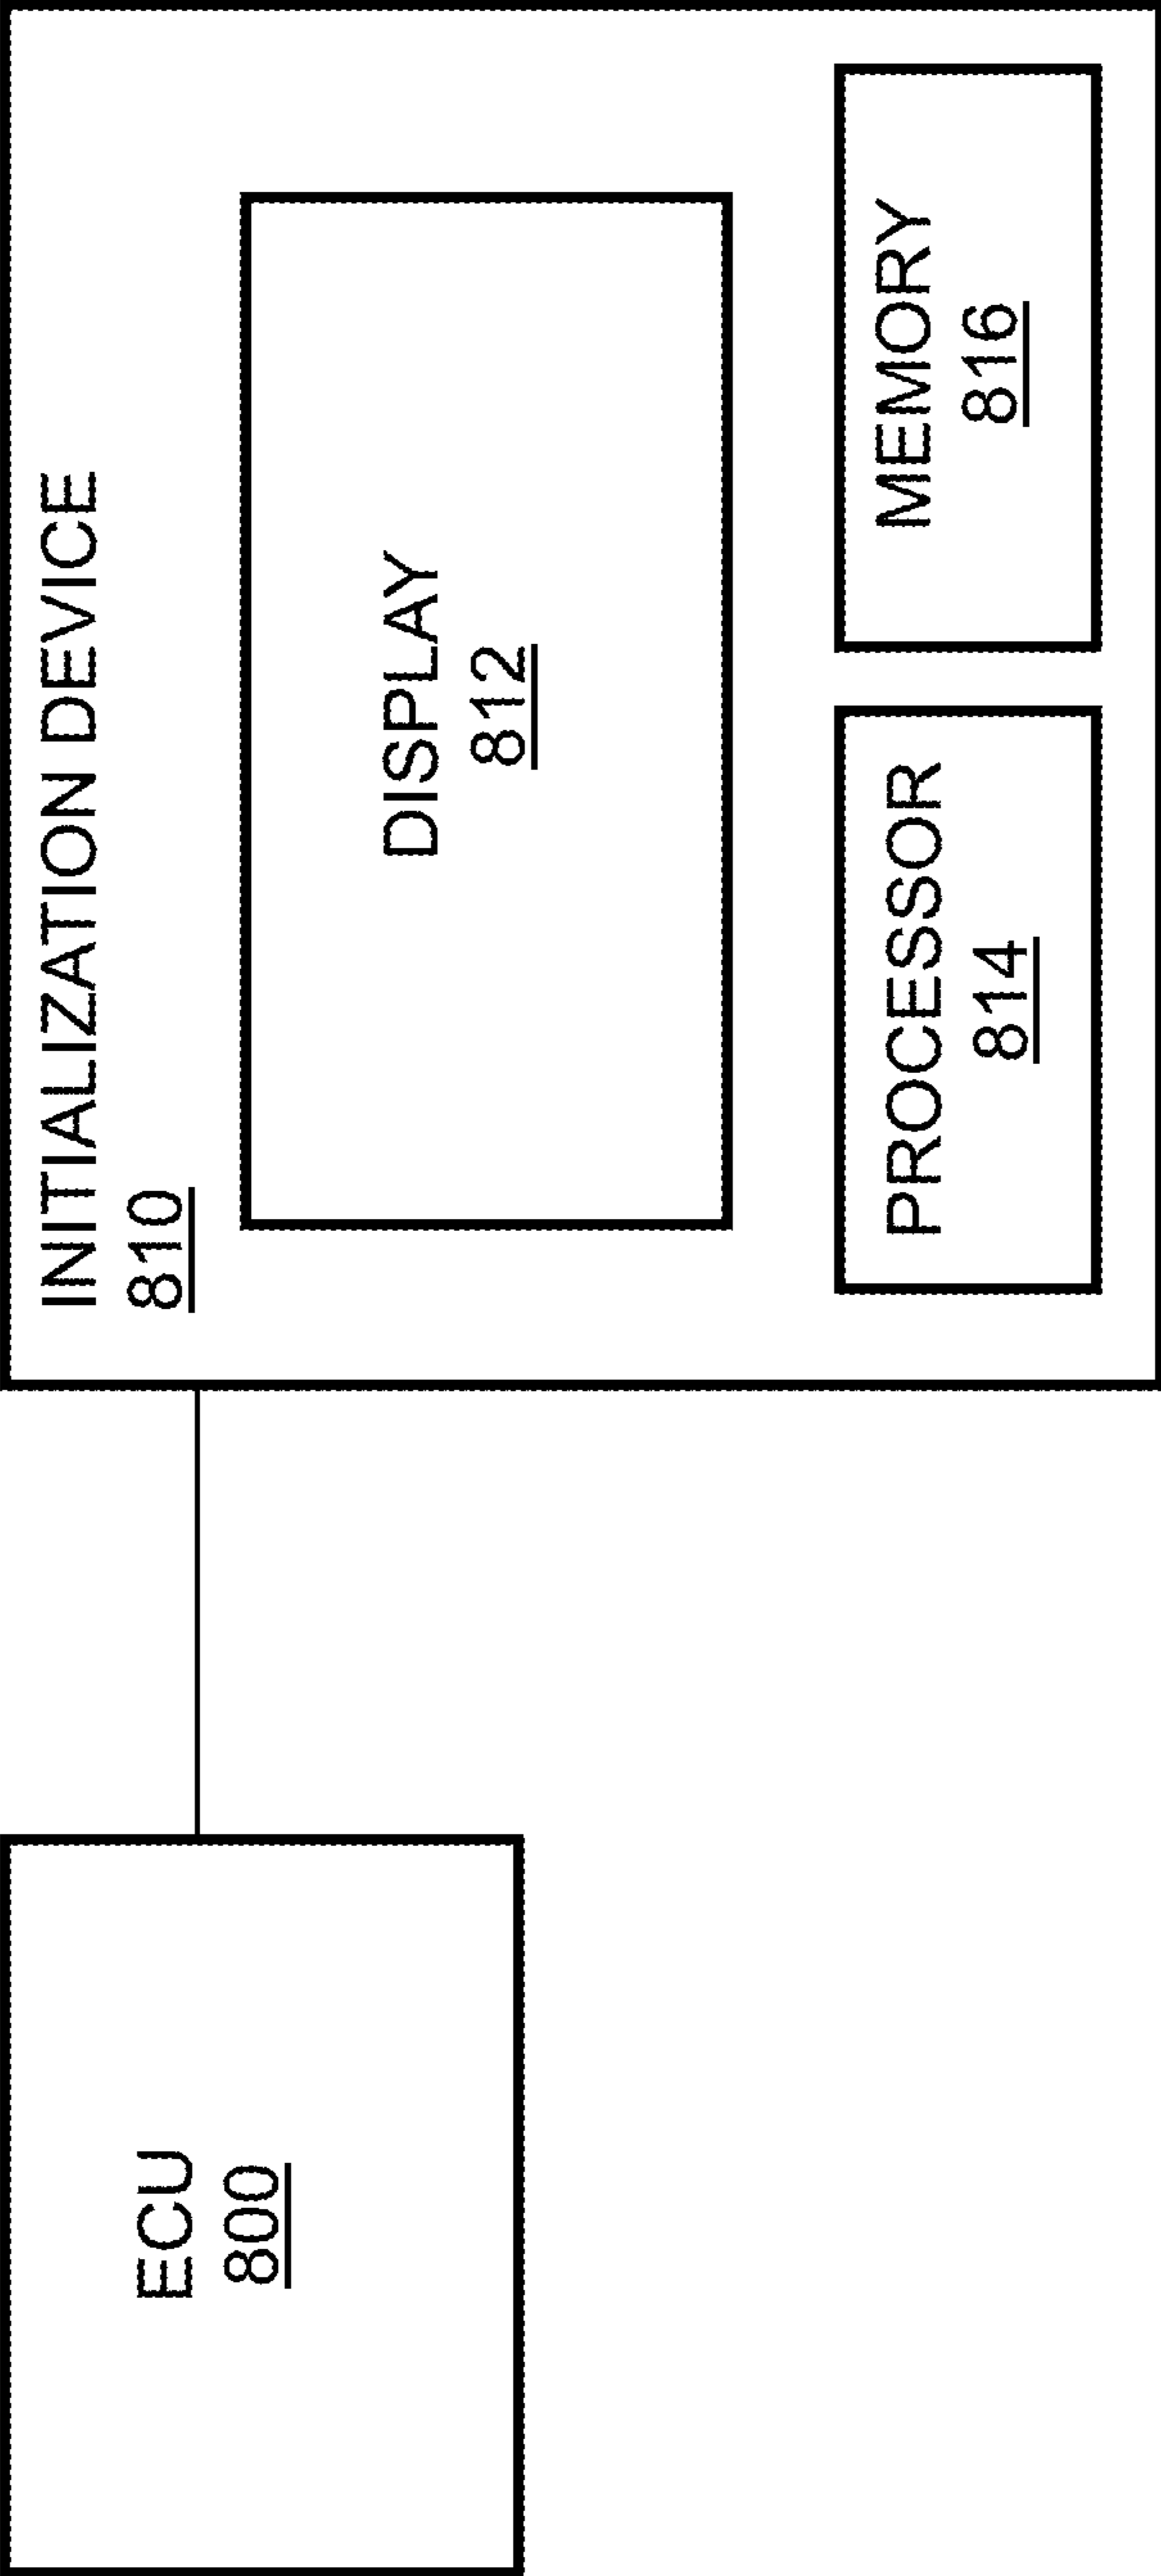 ECU
800
INITIALIZATION DEVICE
810
DISPLAY
812
PROCESSOR
814
MEMORY
816